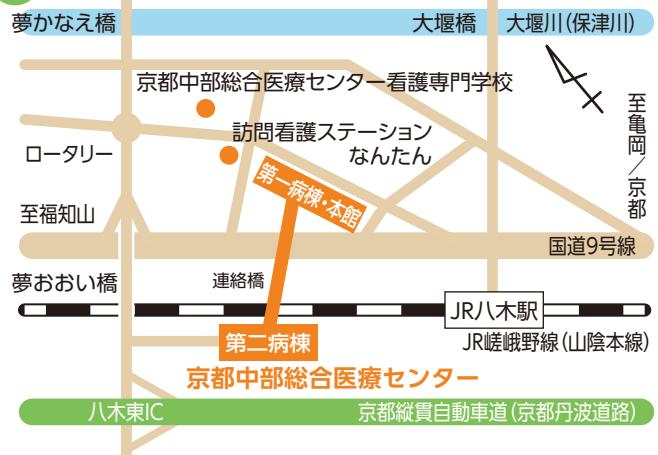 夢かなえ橋
大堰橋
大堰川(保津川)
京都中部総合医療センター看護専門学校
訪問看護ステーション
なんたん
至亀岡/京都
ロータリー
第一病棟・本館
至福知山
国道9号線
夢おおい橋
連絡橋
JR八木駅
第二病棟
JR嵯峨野線(山陰本線)
京都中部総合医療センター
八木東IC
京都縦貫自動車道(京都丹波道路)